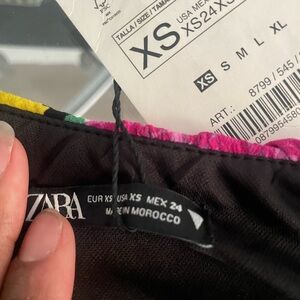 TALLA/SIZE/TAMA
XS
USA MEX
XS24X
XS S M L XL
ART.:
8799 / 545 /
ZARA
EUR XS USA XS MEX 24
MADE IN MOROCCO